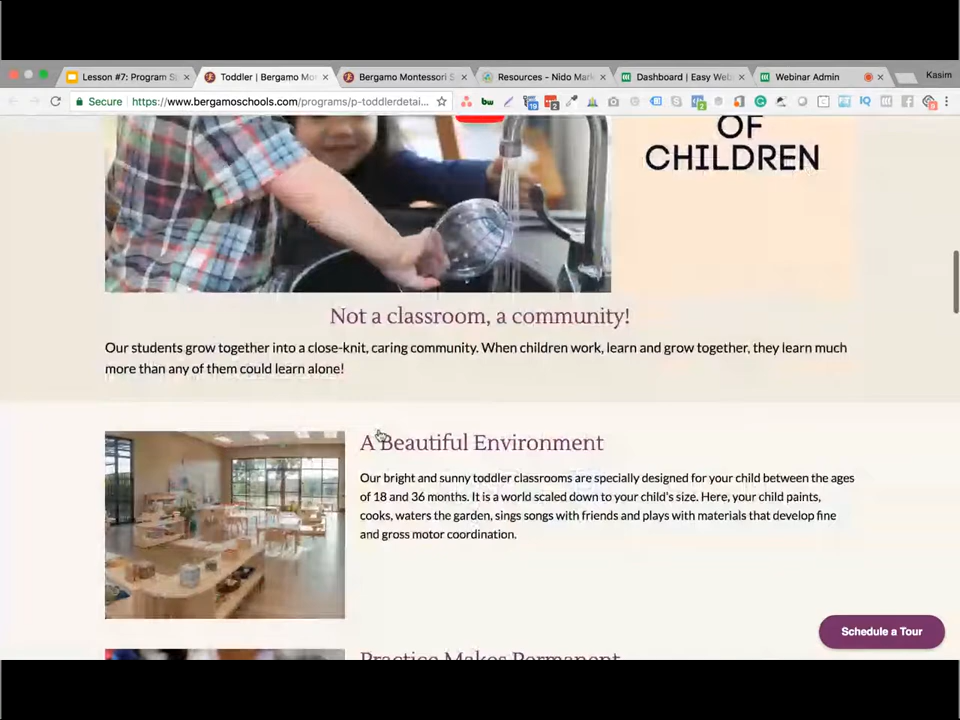 Lesson #7: Program S
Toddler | Bergamo Mo
Bergamo Montessori S
Resources - Nido Mar
Dashboard | Easy Web
Webinar Admin
Kasim
Secure
https://www.bergamoschools.com/programs/p-toddlerdetai...
bw
19
2
2
IQ
OF
CHILDREN
Not a classroom, a community!
Our students grow together into a close-knit, caring community. When children work, learn and grow together, they learn much
more than any of them could learn alone!
A Beautiful Environment
Our bright and sunny toddler classrooms are specially designed for your child between the ages
of 18 and 36 months. It is a world scaled down to your child's size. Here, your child paints,
cooks, waters the garden, sings songs with friends and plays with materials that develop fine
and gross motor coordination.
Schedule a Tour
Practice Makes Permanent